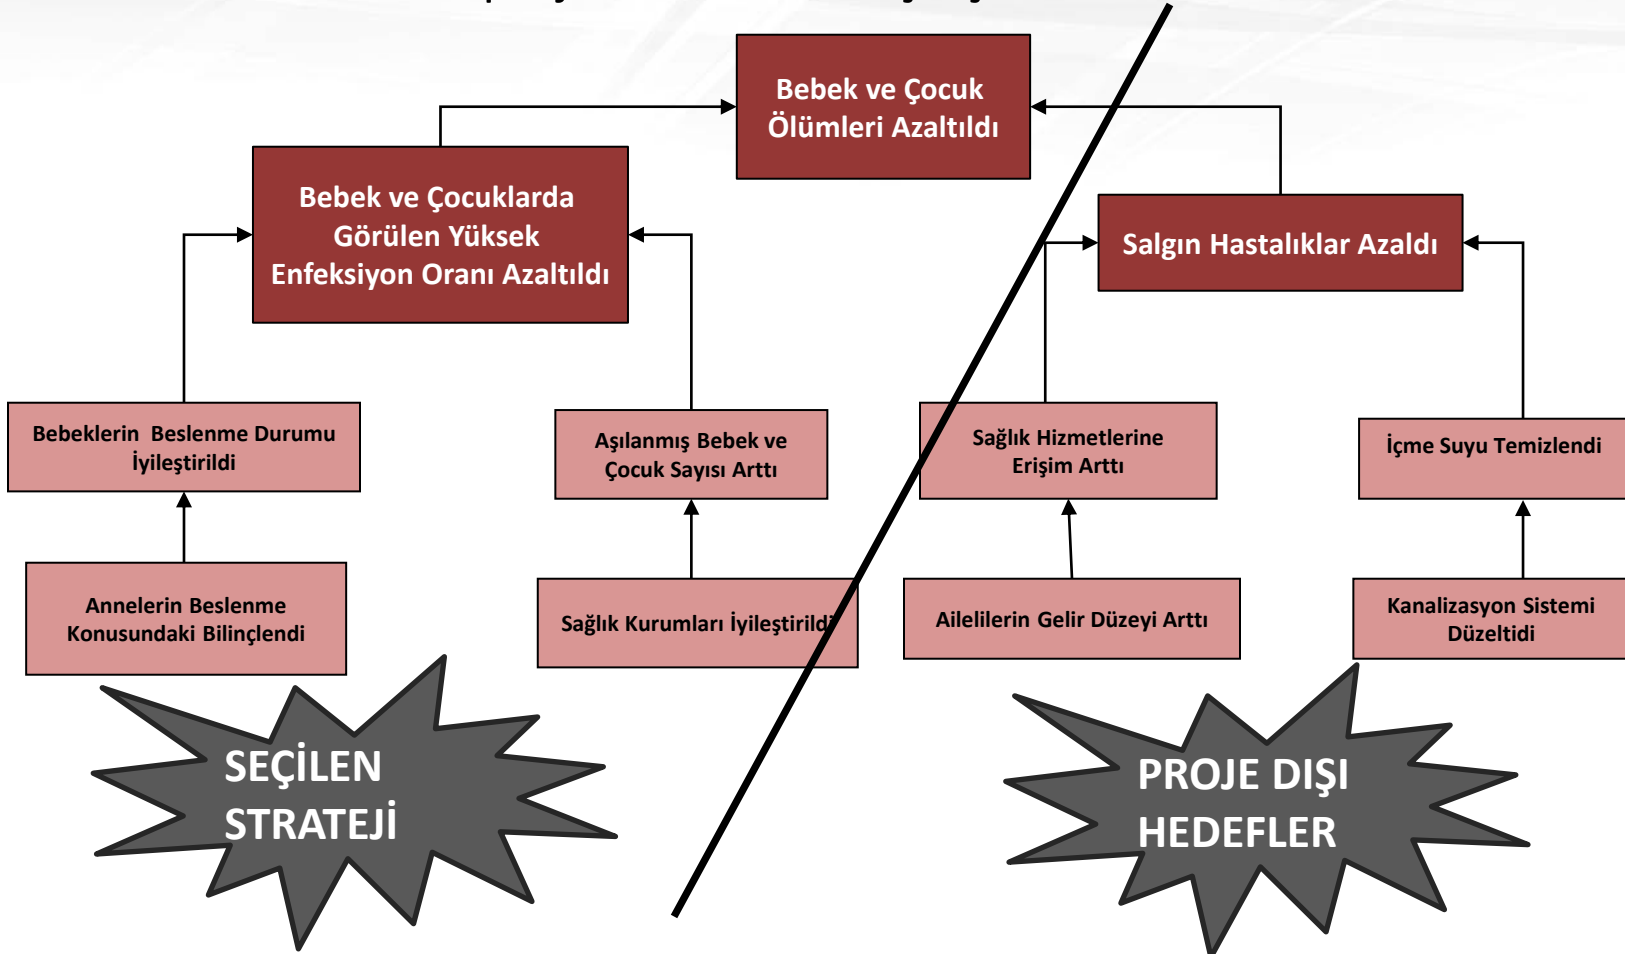 Bebek ve Çocuk
Ölümleri Azaltıldı
Bebek ve Çocuklarda
Görülen Yüksek
Enfeksiyon Oranı Azaltıldı
Salgın Hastalıklar Azaldı
Bebeklerin Beslenme Durumu
İyileştirildi
Aşılanmış Bebek ve
Çocuk Sayısı Arttı
Sağlık Hizmetlerine
Erişim Arttı
İçme Suyu Temizlendi
Annelerin Beslenme
Konusundaki Bilinçlendi
Sağlık Kurumları İyileştirildi
Ailelilerin Gelir Düzeyi Arttı
Kanalizasyon Sistemi
Düzeltidi
SEÇİLEN
STRATEJİ
PROJE DIŞI
HEDEFLER